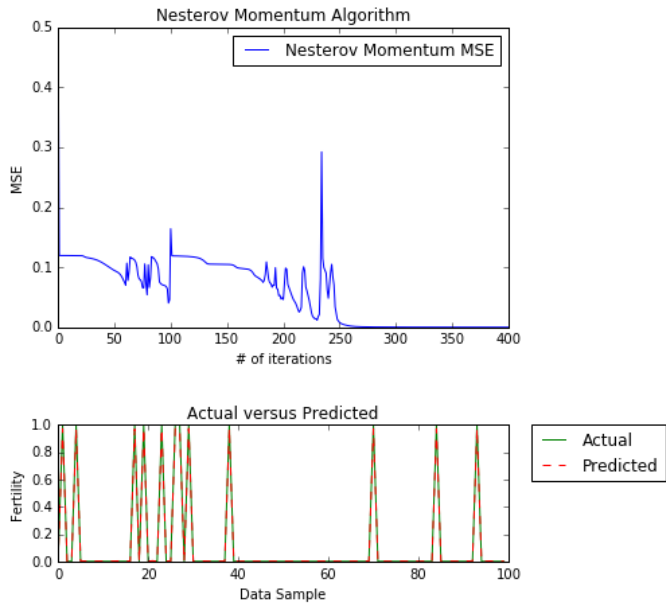 Nesterov Momentum Algorithm
0.5
Nesterov Momentum MSE
0.4
0.3
MSE
0.2
0.1
0.0
0 50 100 150 200 250 300 350 400
# of iterations
Actual versus Predicted
1.0
Actual
0.8
Predicted
0.6
Fertility
0.4
0.2
0.0
0 20 40 60 80 100
Data Sample